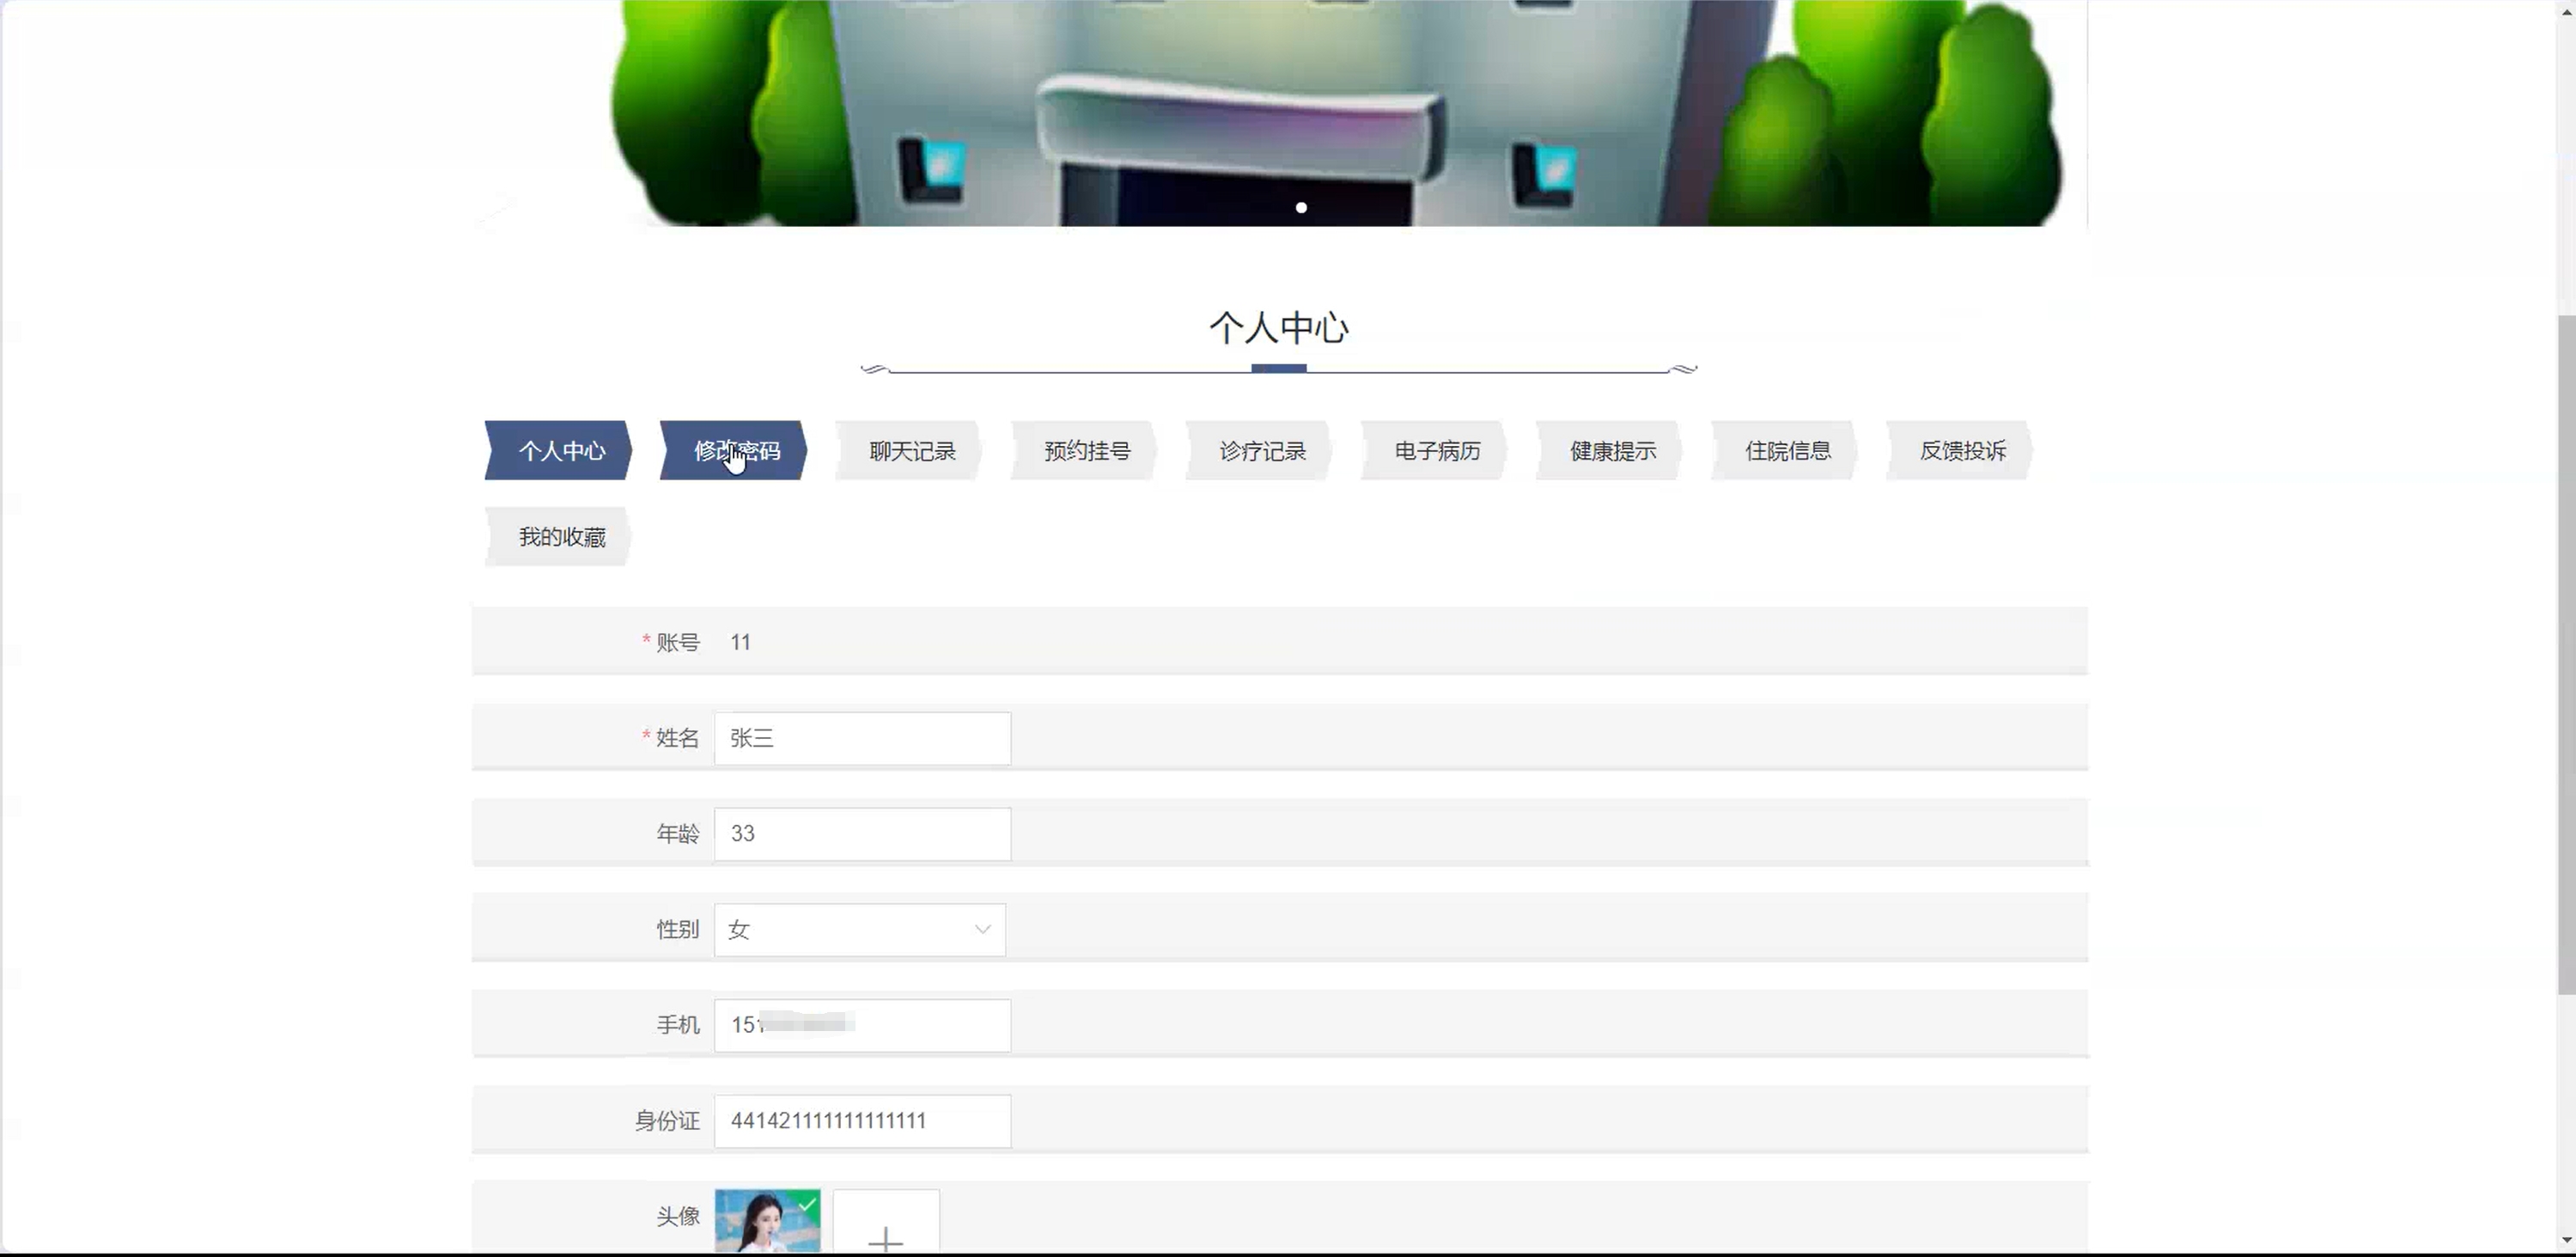 个人中心
个人中心 修改密码 聊天记录 预约挂号 诊疗记录 电子病历 健康提示 住院信息 反馈投诉
我的收藏
* 账号 11
* 姓名 张三
年龄 33
性别 女
手机 151
身份证 441421111111111111
头像